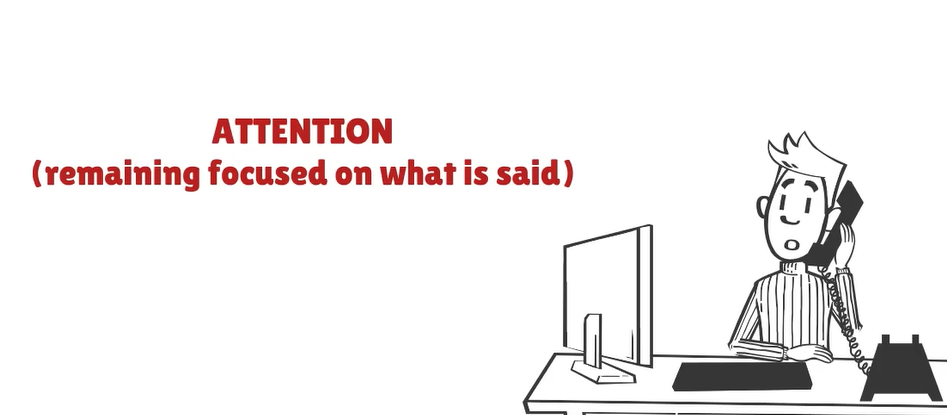 ATTENTION
(remaining focused on what is said)